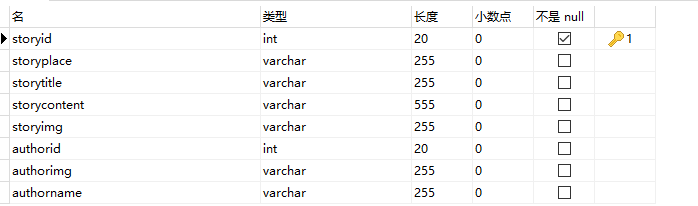 名 类型 长度 小数点 不是 null
storyid int 20 0 1
storyplace varchar 255 0
storytitle varchar 255 0
storycontent varchar 555 0
storyimg varchar 255 0
authorid int 20 0
authorimg varchar 255 0
authorname varchar 255 0